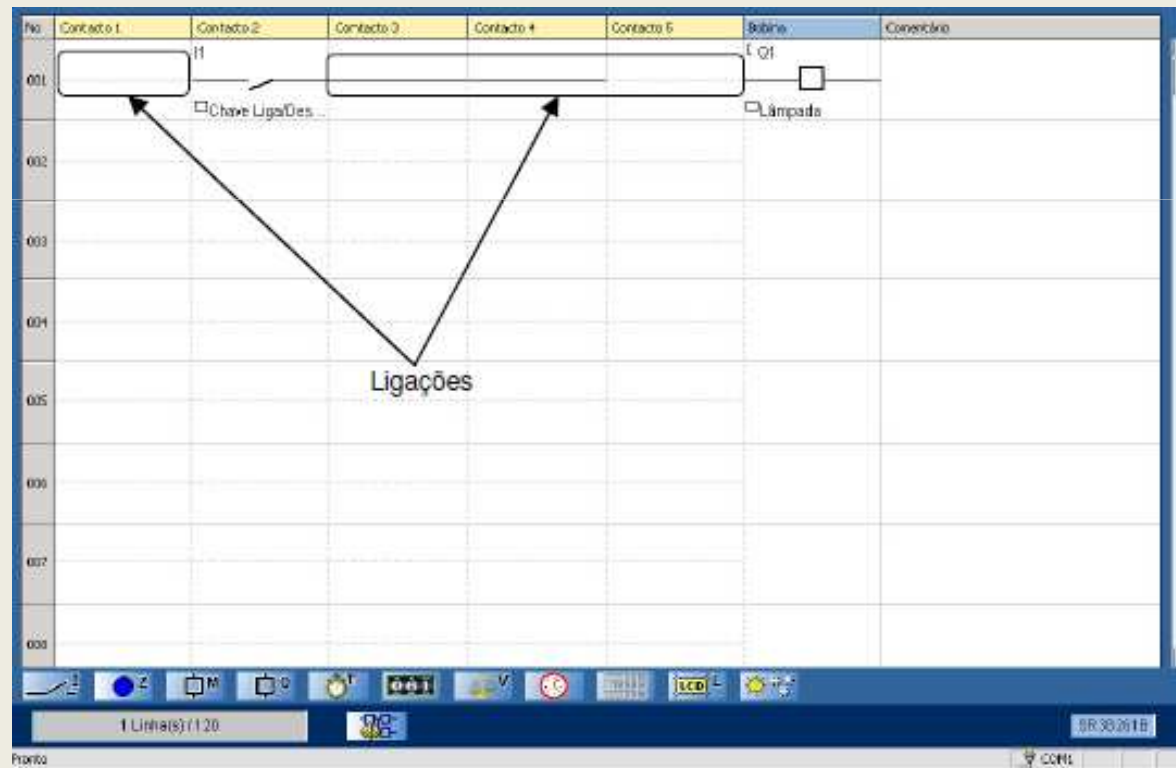 No Contacto 1 Contacto 2 Contacto 3 Contacto 4 Contacto 5 Bobina Comentário
I1 [ Q1
001
Chave Liga/Des... Lâmpada
002
003
004
Ligações
005
006
007
008
I Z M Q T V LCD L
1 Linha(s) / 120 SR3B261B
Pronto COM1